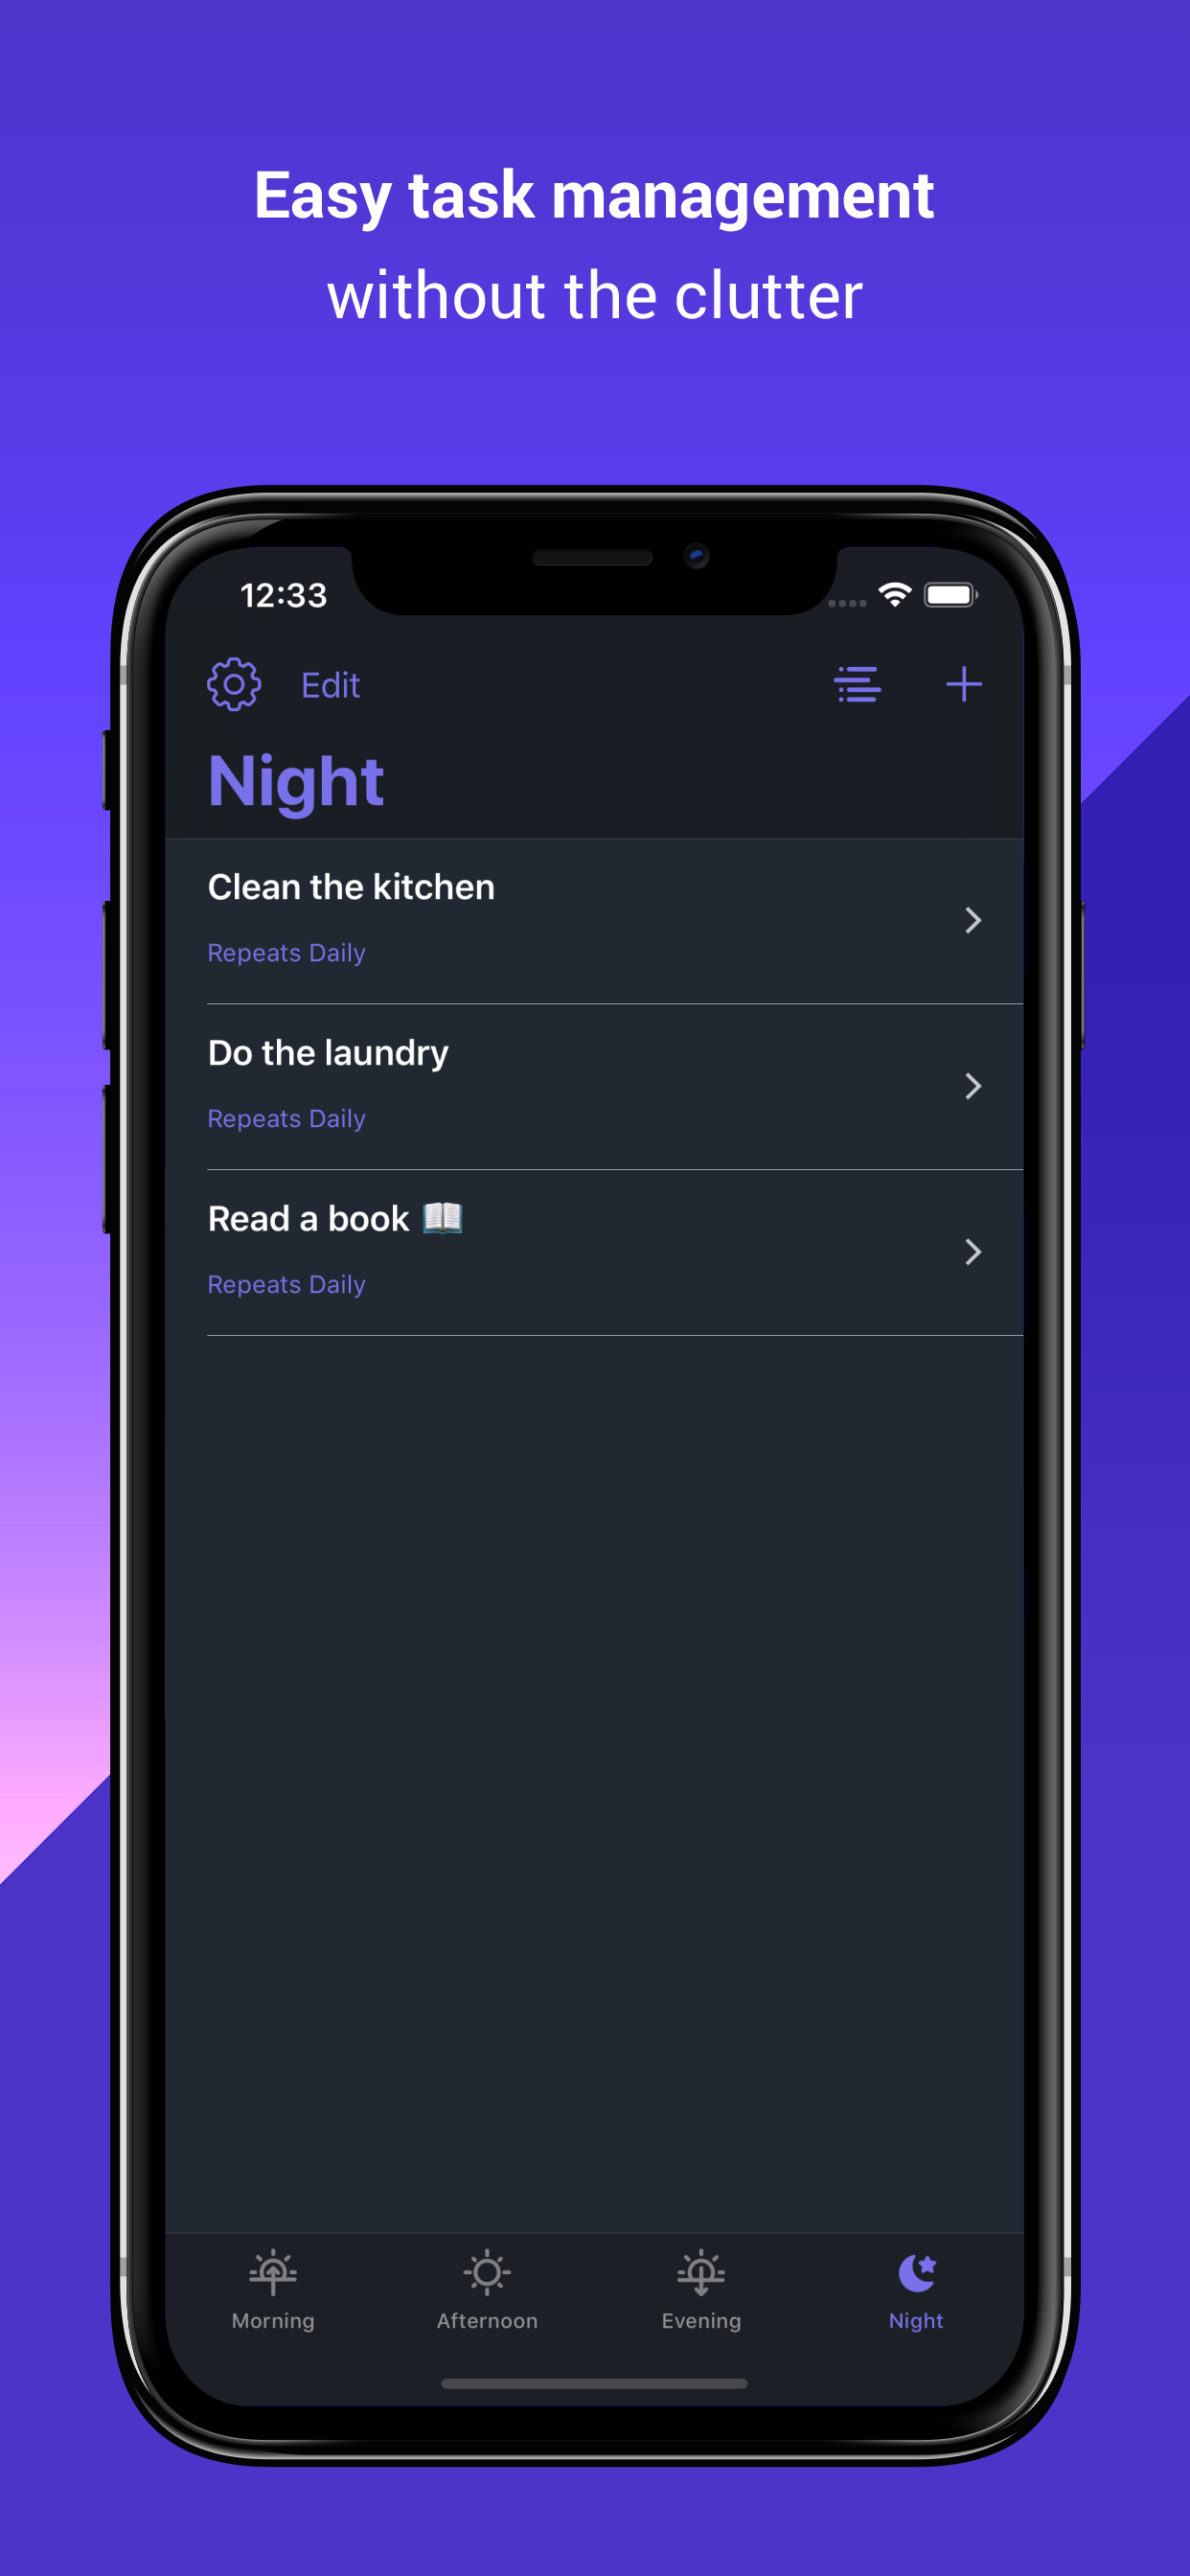 Easy task management
without the clutter
12:33
Edit
Night
Clean the kitchen
Repeats Daily
Do the laundry
Repeats Daily
Read a book 📖
Repeats Daily
Morning Afternoon Evening Night